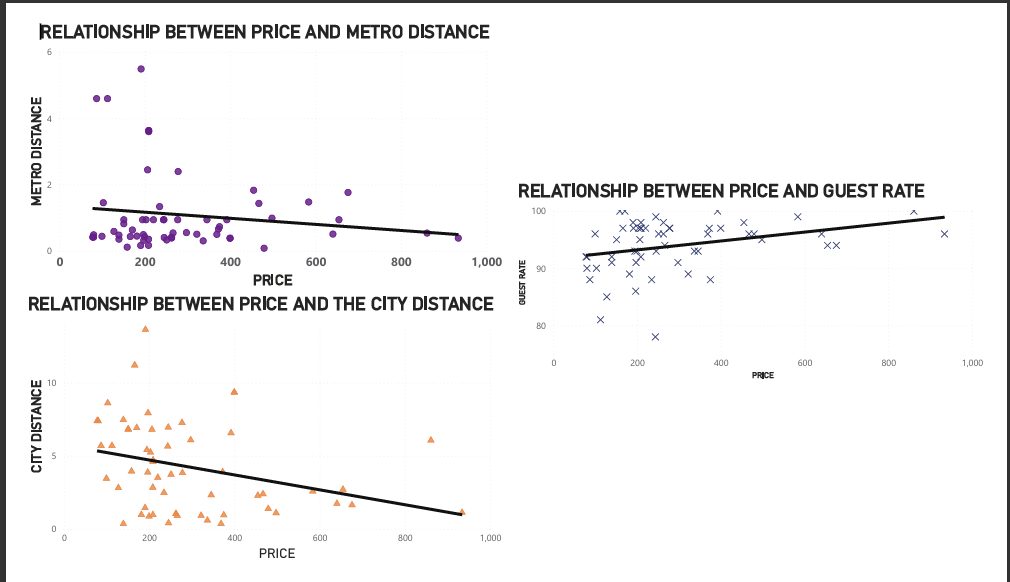 RELATIONSHIP BETWEEN PRICE AND METRO DISTANCE
6
4
2
0
METRO DISTANCE
0 200 400 600 800 1,000
PRICE
RELATIONSHIP BETWEEN PRICE AND THE CITY DISTANCE
10
5
0
CITY DISTANCE
0 200 400 600 800 1,000
PRICE
RELATIONSHIP BETWEEN PRICE AND GUEST RATE
100
90
80
GUEST RATE
0 200 400 600 800 1,000
PRICE